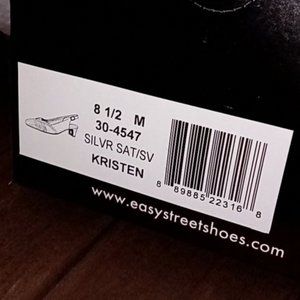 8 1/2 M
30-4547
SILVR SAT/SV
KRISTEN
8 89885 22316 8
www.easystreetshoes.com